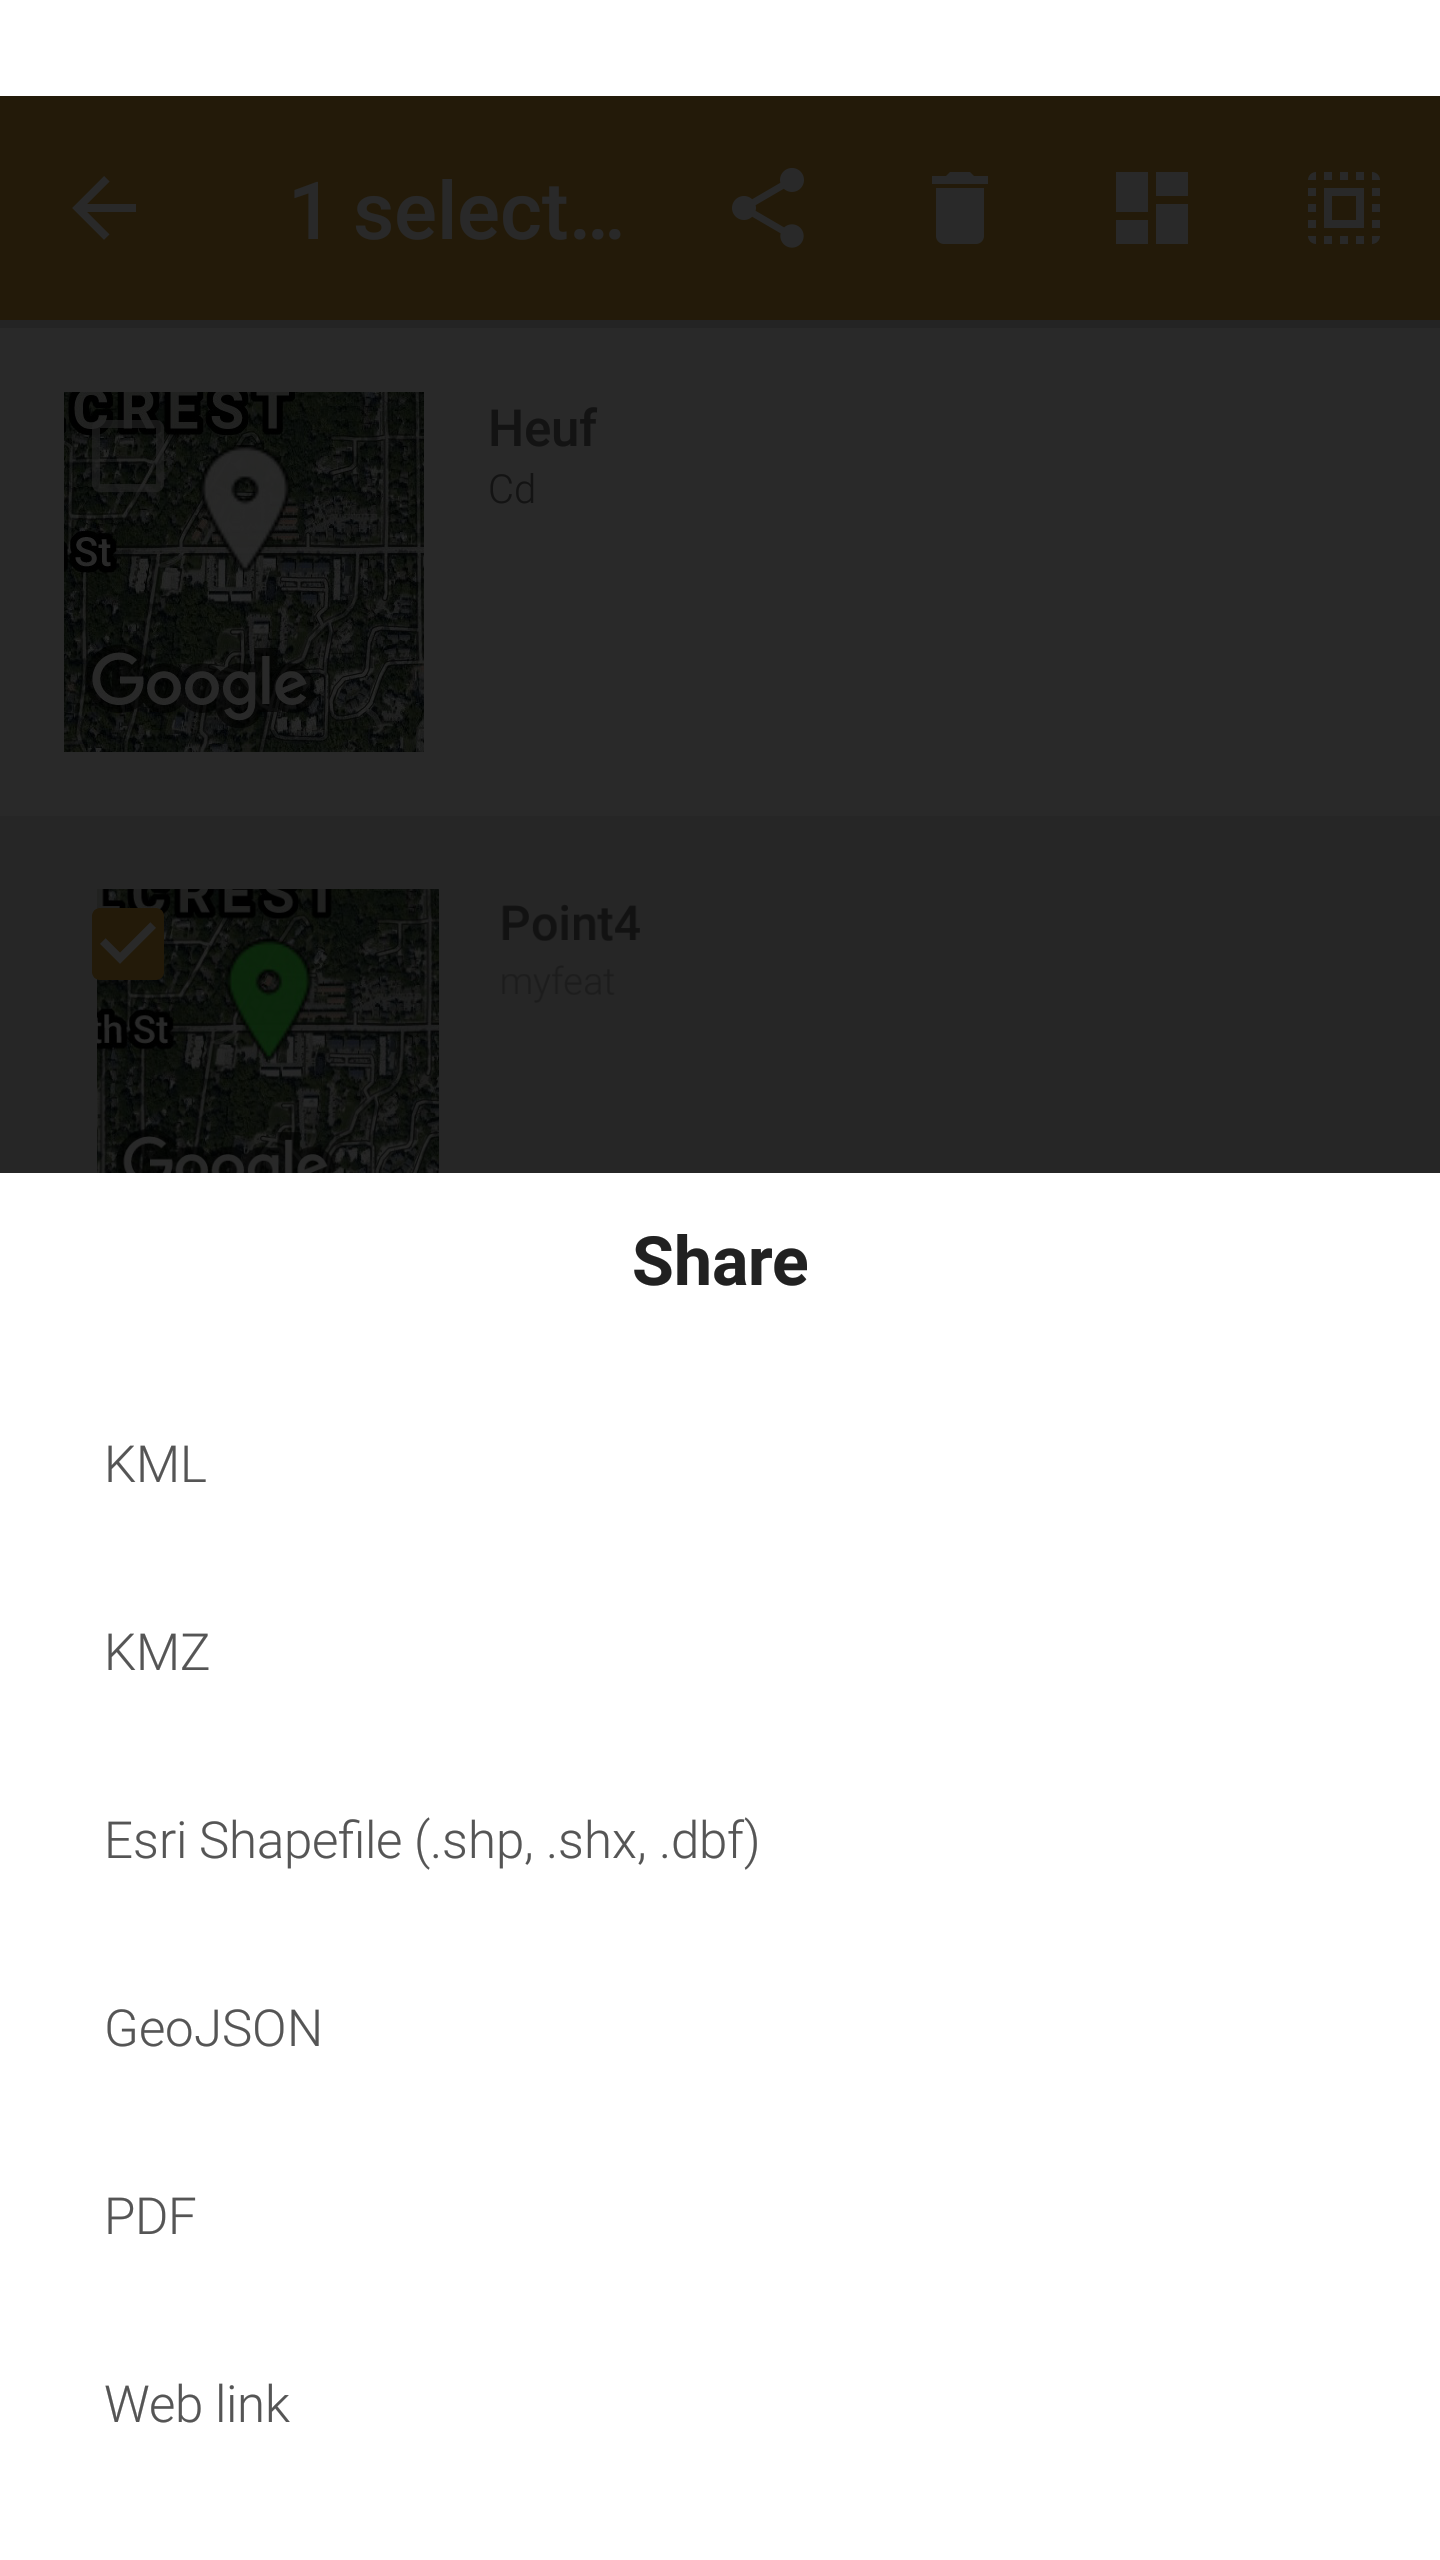 1 select...
CREST
Heuf
Cd
St
Google
CREST
Point4
myfeat
th St
Google
Share
KML
KMZ
Esri Shapefile (.shp, .shx, .dbf)
GeoJSON
PDF
Web link